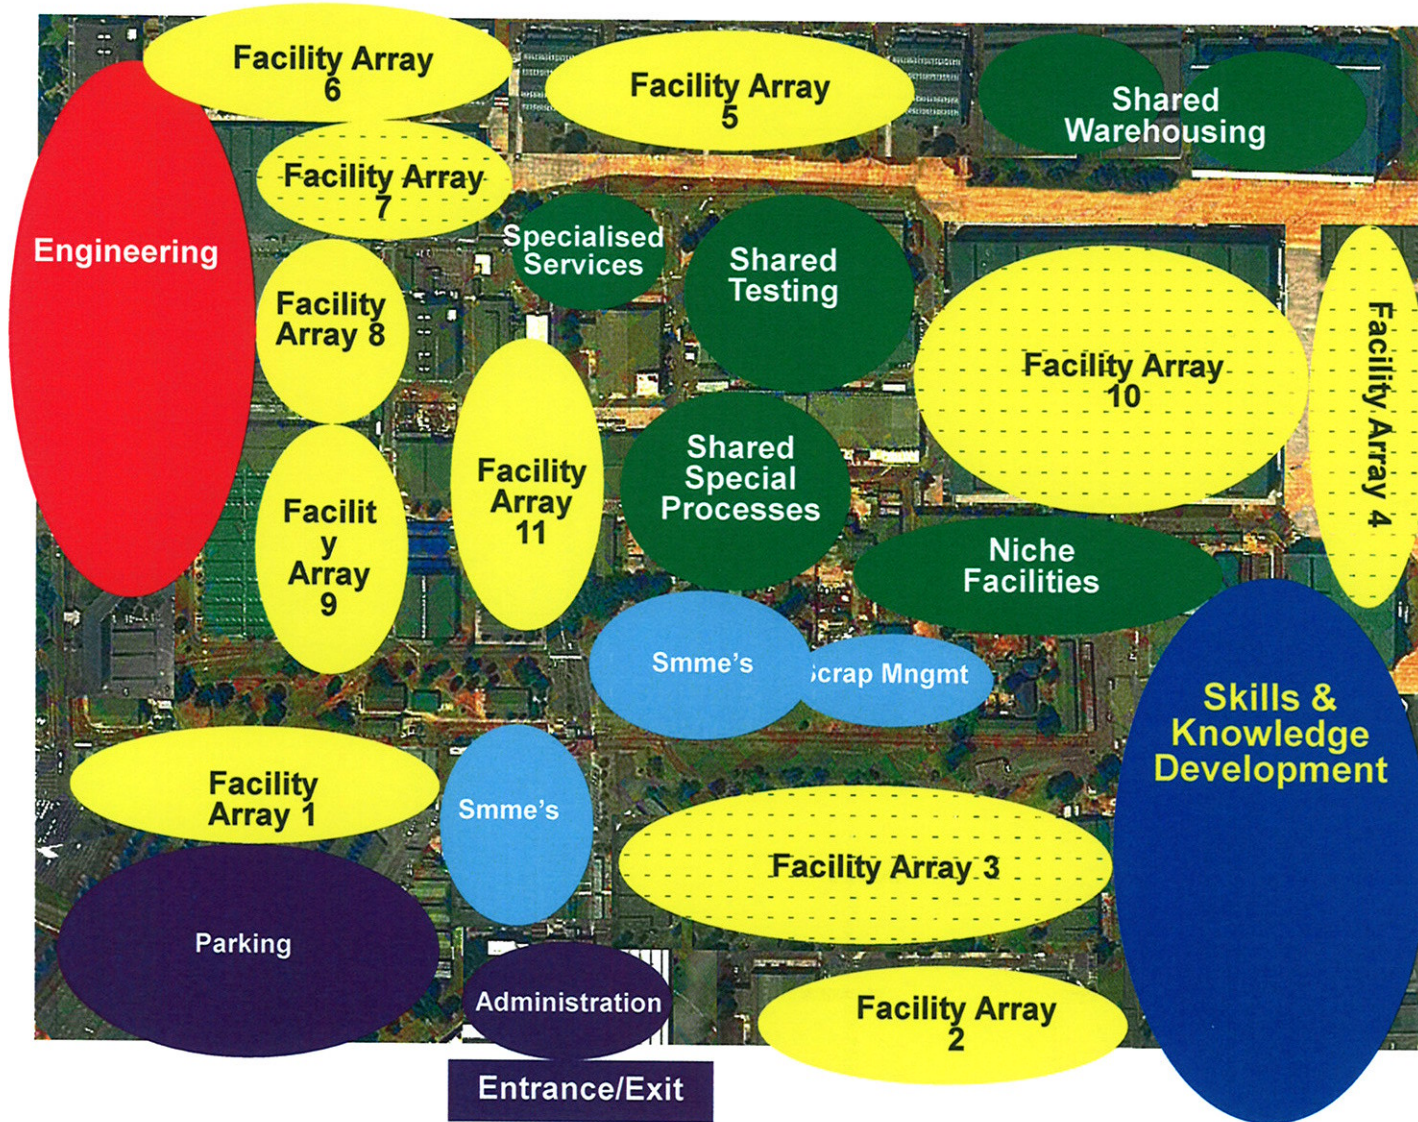 Facility Array
6
Facility Array
5
Shared
Warehousing
Facility Array
7
Engineering
Specialised
Services
Shared
Testing
Facility
Array 8
Facility Array
10
Facility Array 4
Shared
Special
Processes
Facility
Array
11
Facilit
y
Array
9
Niche
Facilities
Smme's
Scrap Mngmt
Skills &
Knowledge
Development
Facility
Array 1
Smme's
Facility Array 3
Parking
Administration
Facility Array
2
Entrance/Exit